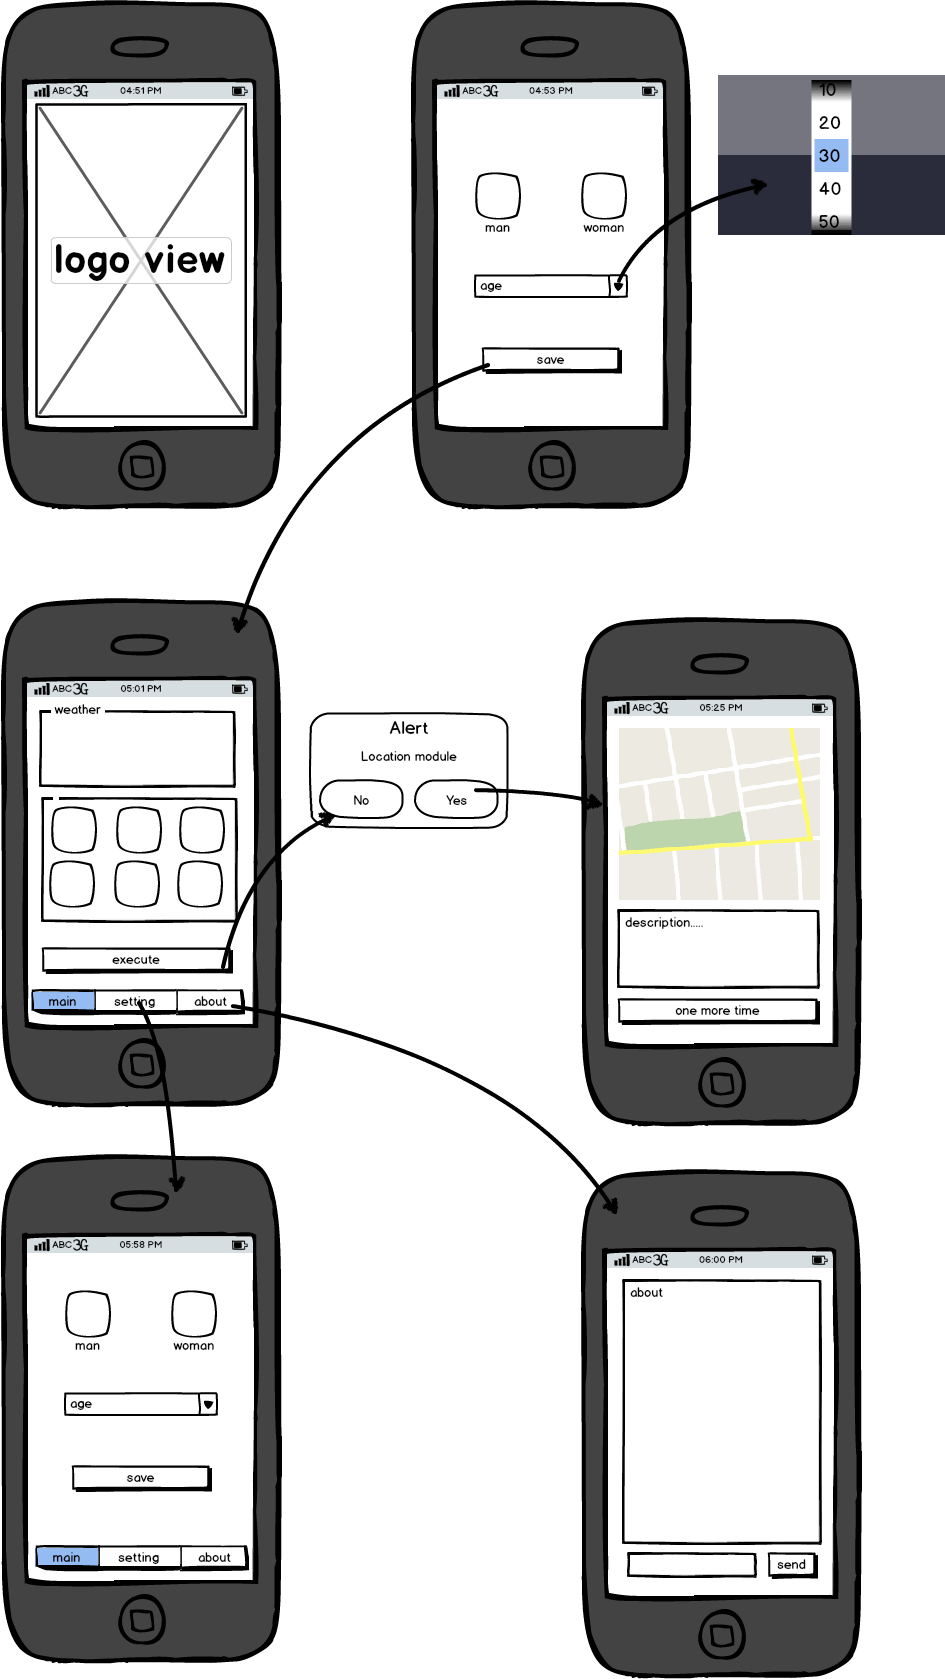 ABC 3G 04:51 PM
logo view
ABC 3G 04:53 PM
man woman
age
save
10
20
30
40
50
ABC 3G 05:01 PM
weather
execute
main setting about
Alert
Location module
No Yes
ABC 3G 05:25 PM
description.....
one more time
ABC 3G 05:58 PM
man woman
age
save
main setting about
ABC 3G 06:00 PM
about
send